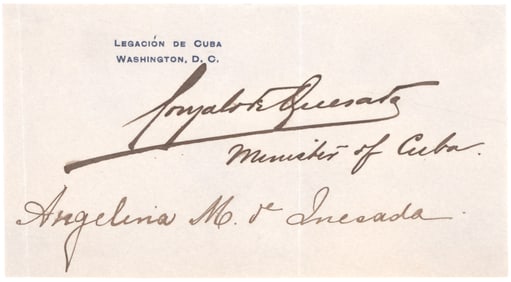 LEGACIÓN DE CUBA
WASHINGTON, D. C.
Gonzalo de Quesada
Minister of Cuba.
Angelina M. de Quesada